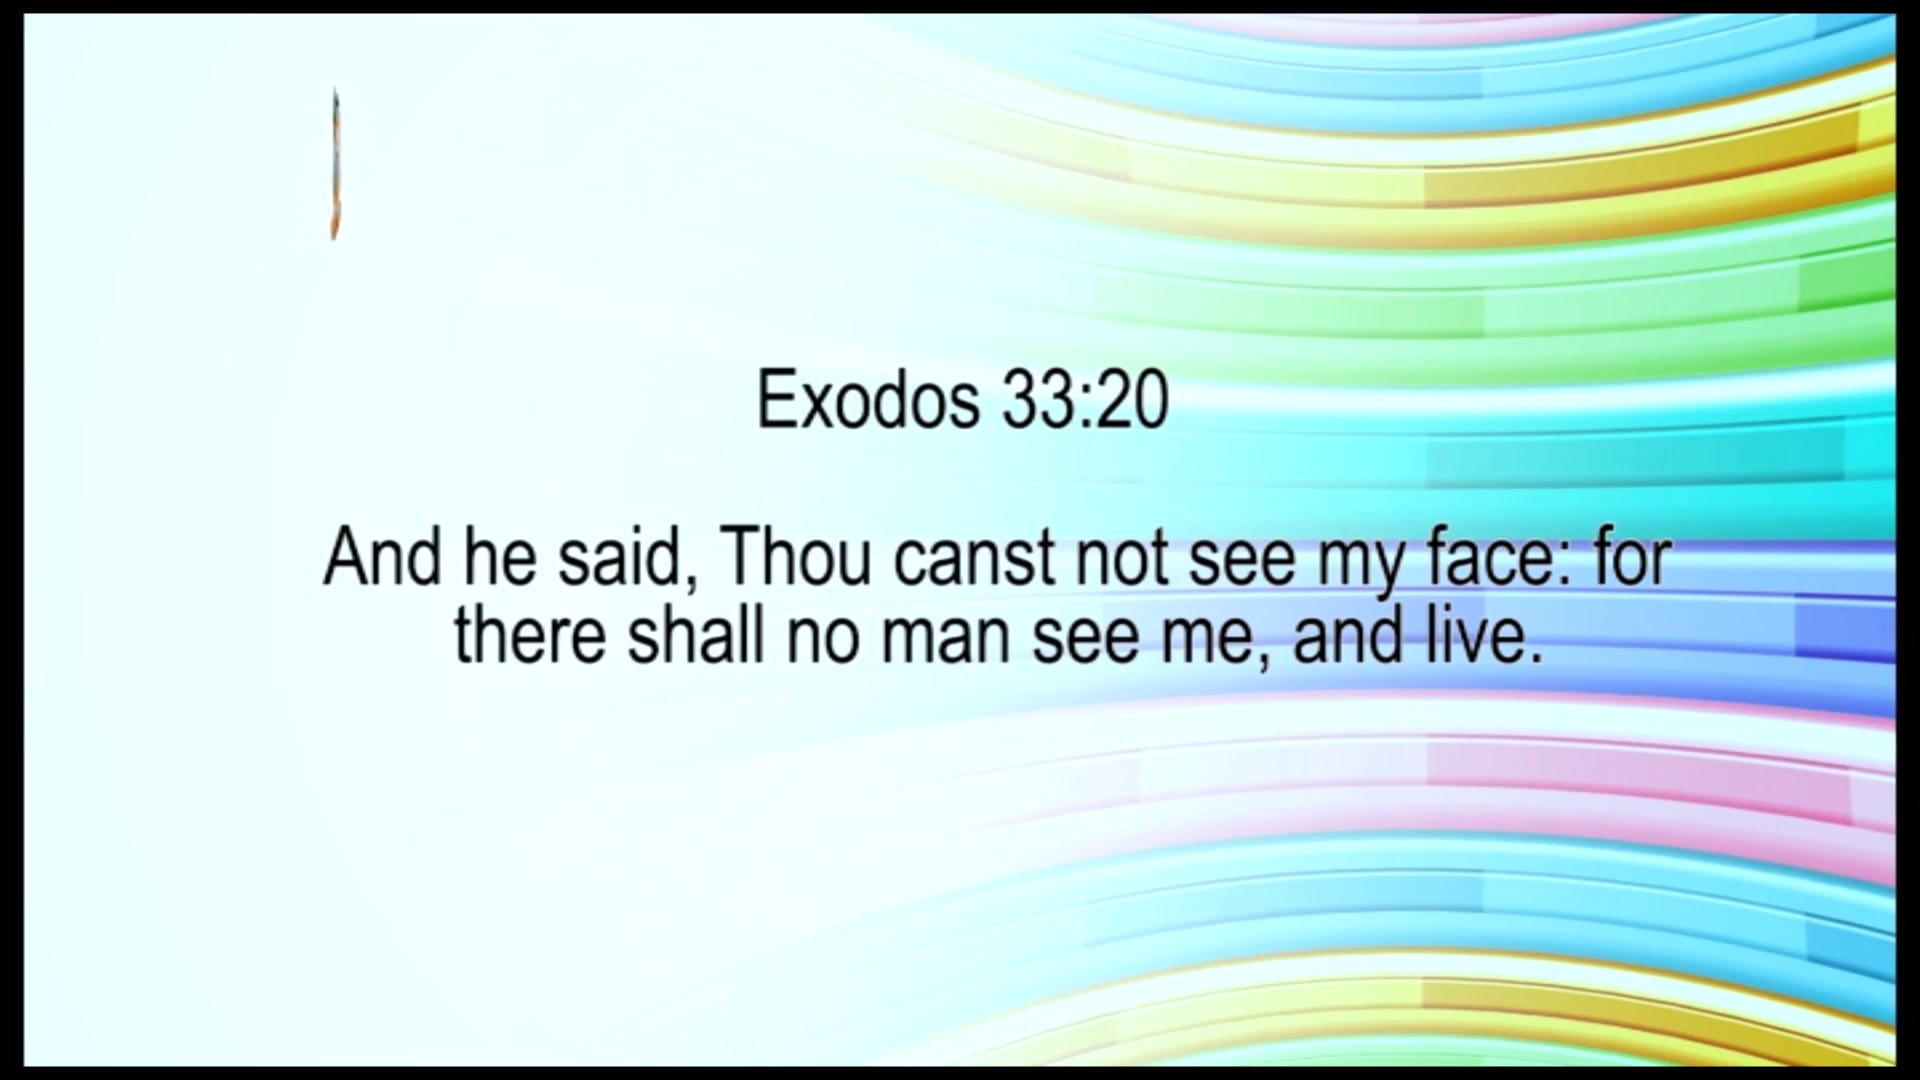 Exodos 33:20
And he said, Thou canst not see my face: for
there shall no man see me, and live.